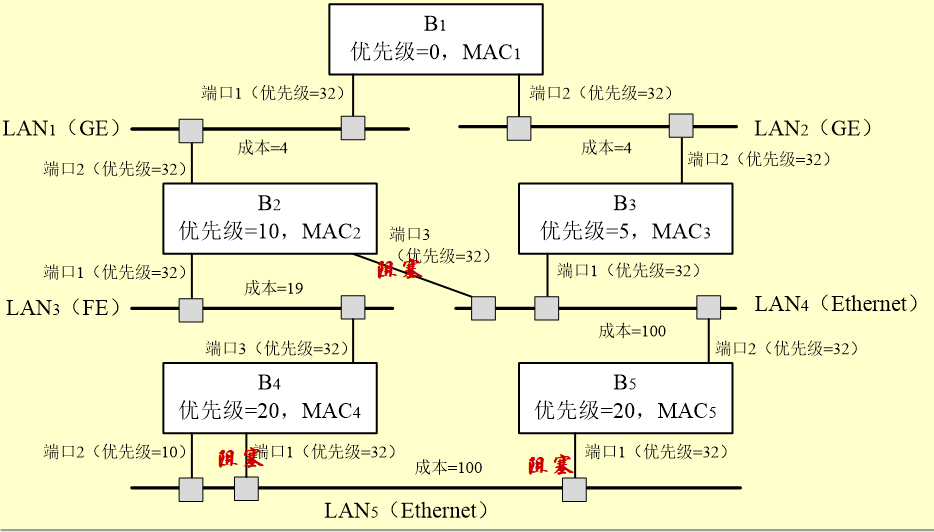 B1
优先级=0，MAC1
端口1（优先级=32）
端口2（优先级=32）
LAN1（GE）
成本=4
成本=4
LAN2（GE）
端口2（优先级=32）
端口2（优先级=32）
B2
优先级=10，MAC2
B3
优先级=5，MAC3
端口3
（优先级=32）
阻塞
端口1（优先级=32）
端口1（优先级=32）
LAN3（FE）
成本=19
LAN4（Ethernet）
成本=100
端口3（优先级=32）
端口2（优先级=32）
B4
优先级=20，MAC4
B5
优先级=20，MAC5
端口2（优先级=10）
阻塞
端口1（优先级=32）
阻塞
端口1（优先级=32）
成本=100
LAN5（Ethernet）